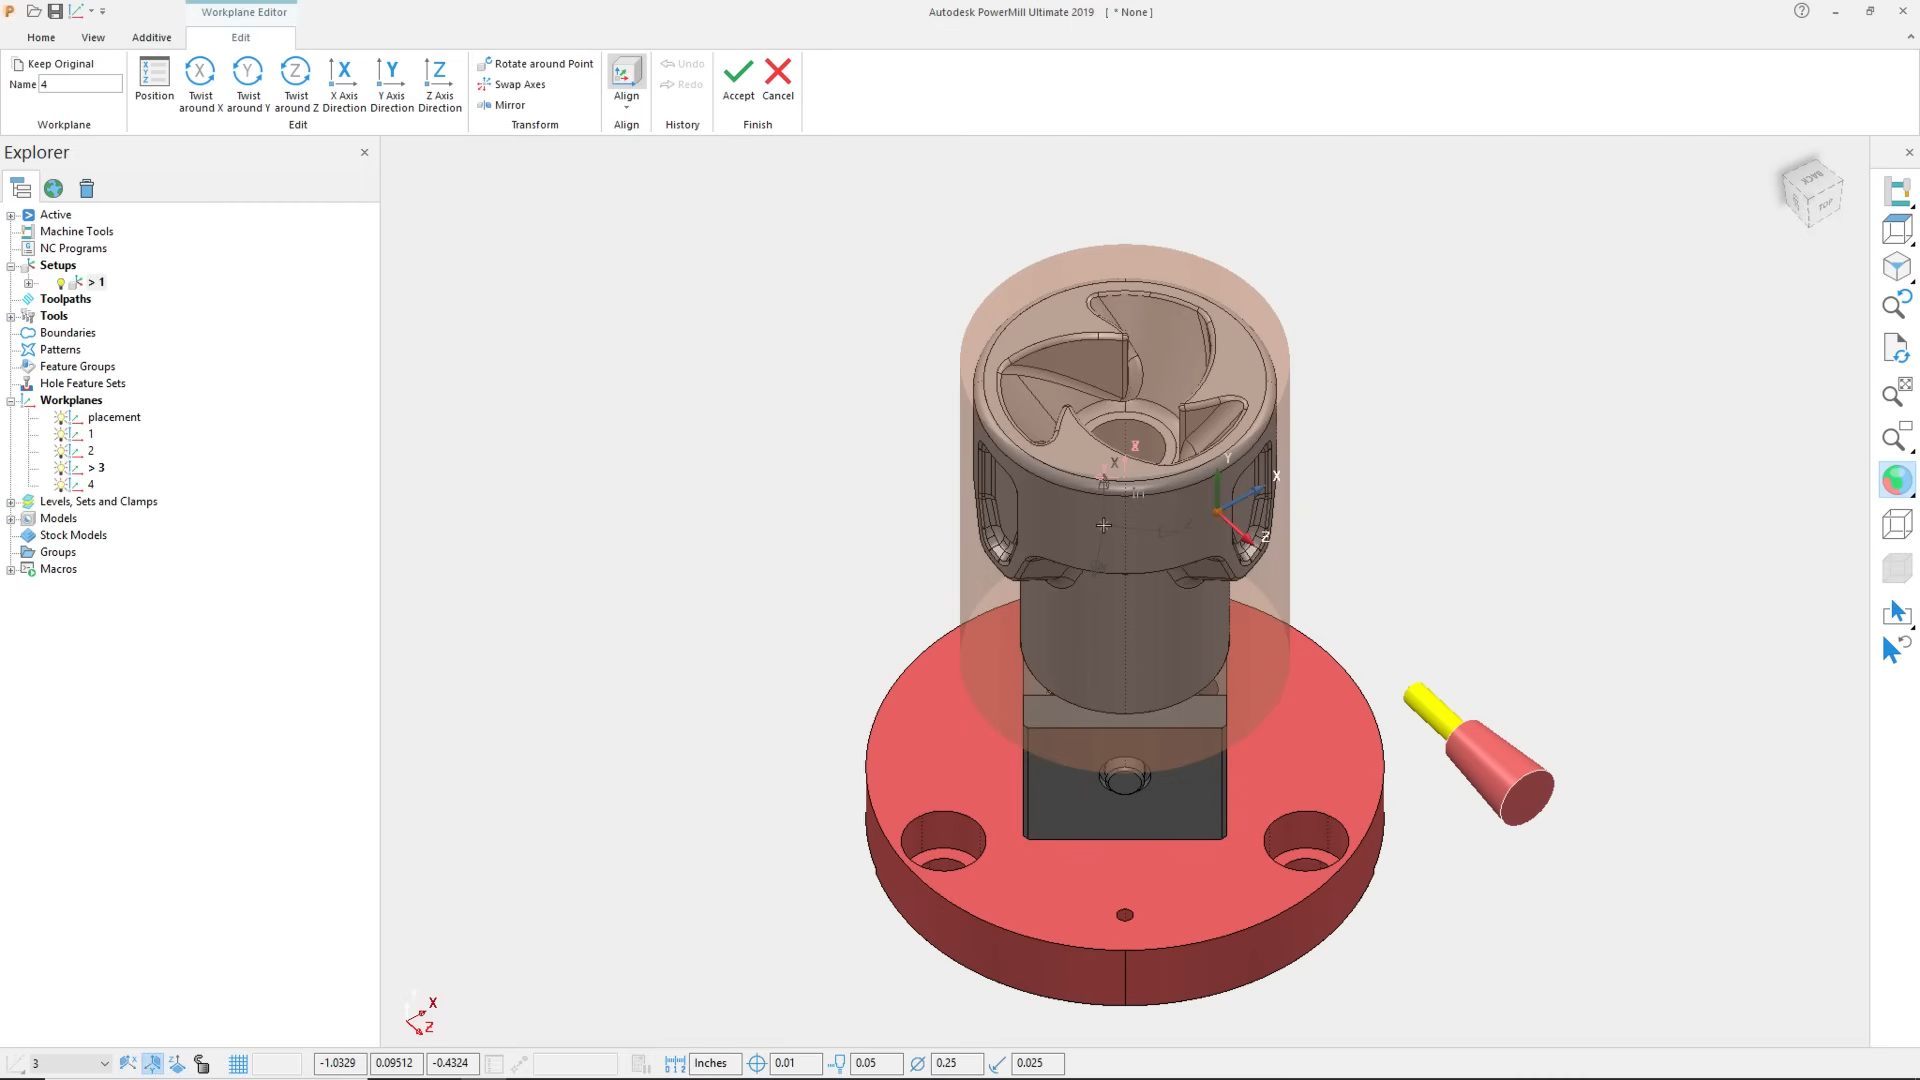 Workplane Editor
Autodesk PowerMill Ultimate 2019 [ * None ]
Home View Additive Edit
Keep Original
Name 4
Workplane
Position
Twist around X
Twist around Y
Twist around Z
X Axis Direction
Y Axis Direction
Z Axis Direction
Edit
Rotate around Point
Swap Axes
Mirror
Transform
Align
Align
Undo
Redo
History
Accept
Cancel
Finish
Explorer
Active
Machine Tools
NC Programs
Setups
> 1
Toolpaths
Tools
Boundaries
Patterns
Feature Groups
Hole Feature Sets
Workplanes
placement
1
2
> 3
4
Levels, Sets and Clamps
Models
Stock Models
Groups
Macros
BACK
TOP
X
X
Y
X
Z
Z
X
Z
3
-1.0329 0.09512 -0.4324 Inches 0.01 0.05 0.25 0.025